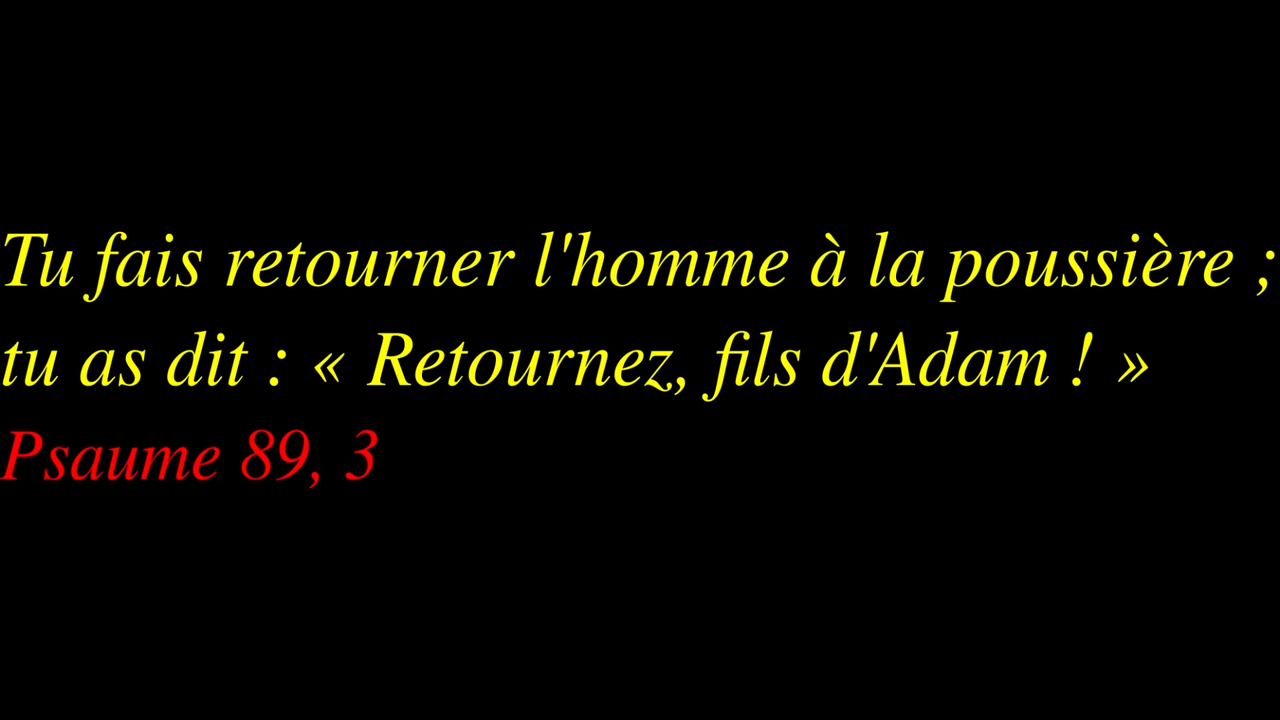 Tu fais retourner l'homme à la poussière ;
tu as dit : « Retournez, fils d'Adam ! »
Psaume 89, 3